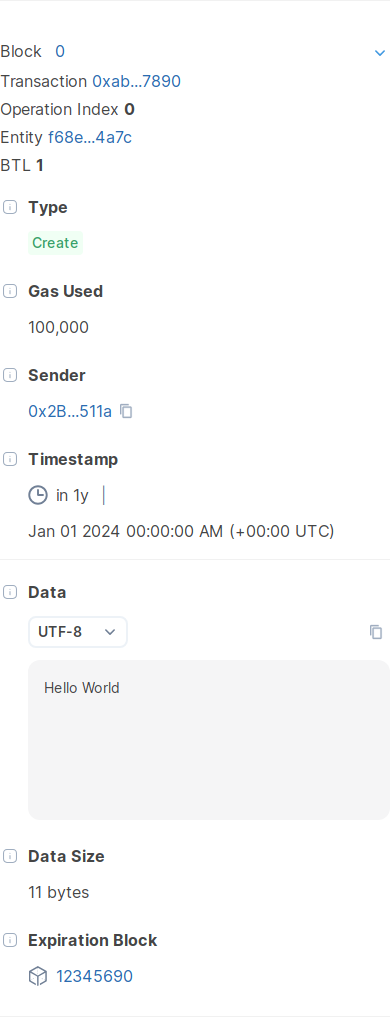 Block 0
Transaction 0xab...7890
Operation Index 0
Entity f68e...4a7c
BTL 1
Type
Create
Gas Used
100,000
Sender
0x2B...511a
Timestamp
in 1y
Jan 01 2024 00:00:00 AM (+00:00 UTC)
Data
UTF-8
Hello World
Data Size
11 bytes
Expiration Block
12345690